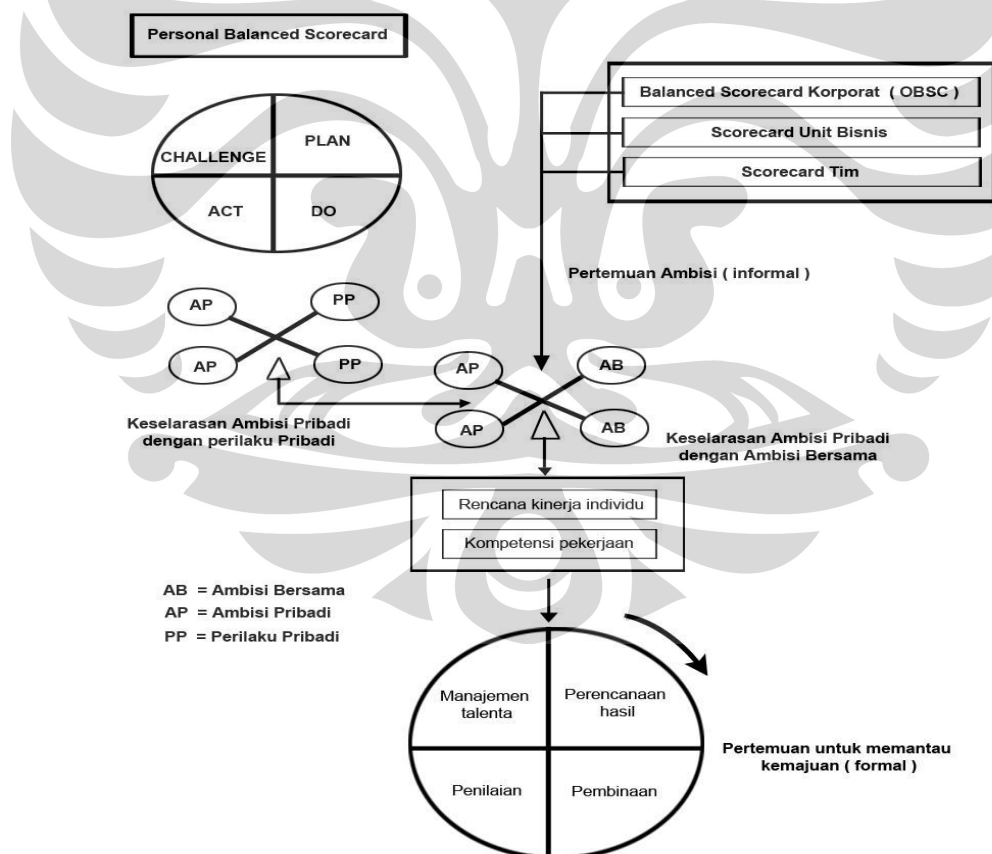 Personal Balanced Scorecard
Balanced Scorecard Korporat ( OBSC )
Scorecard Unit Bisnis
Scorecard Tim
CHALLENGE
PLAN
ACT
DO
Pertemuan Ambisi ( informal )
AP
PP
AP
PP
AP
AB
AP
AB
Keselarasan Ambisi Pribadi
dengan perilaku Pribadi
Keselarasan Ambisi Pribadi
dengan Ambisi Bersama
Rencana kinerja individu
Kompetensi pekerjaan
AB = Ambisi Bersama
AP = Ambisi Pribadi
PP = Perilaku Pribadi
Manajemen
talenta
Perencanaan
hasil
Penilaian
Pembinaan
Pertemuan untuk memantau
kemajuan ( formal )